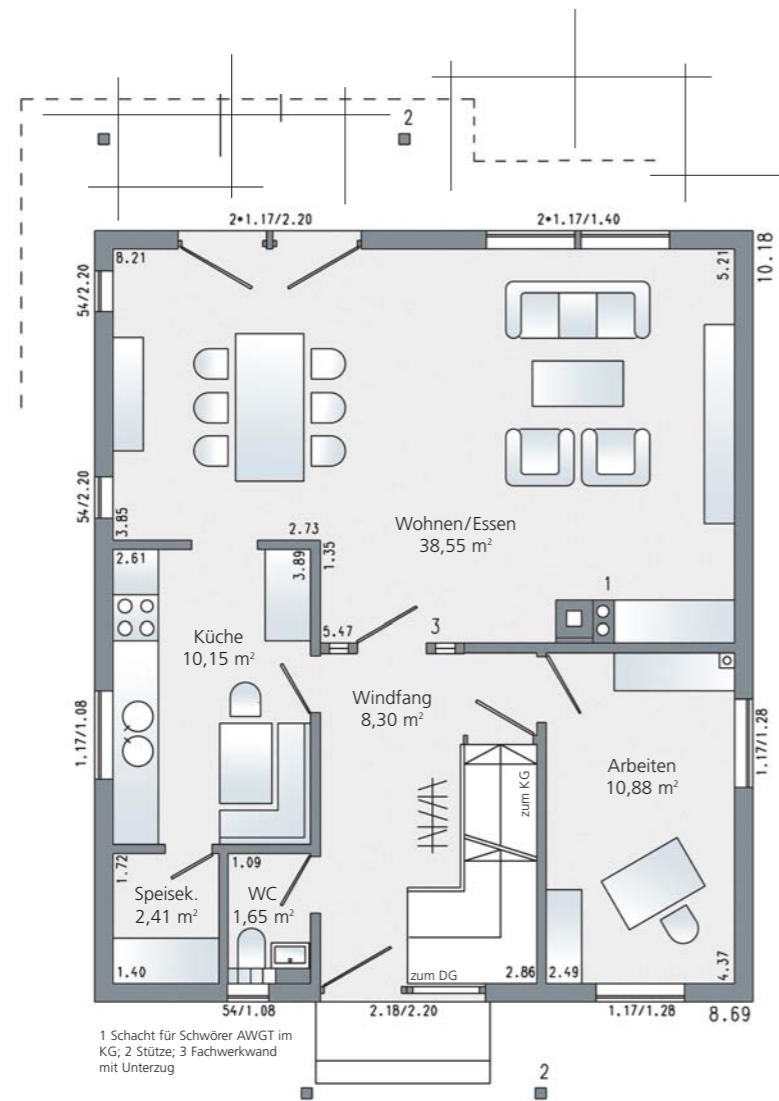 2
2•1.17/2.20
2•1.17/1.40
8.21
5.21
10.18
54/2.20
54/2.20
3.85
2.73
Wohnen/Essen
38,55 m²
2.61
3.89
1.35
1
5.47
3
Küche
10,15 m²
Windfang
8,30 m²
1.17/1.08
1.17/1.28
Arbeiten
10,88 m²
zum KG
1.72
1.09
Speisek.
2,41 m²
WC
1,65 m²
1.40
zum DG
2.86
2.49
4.37
54/1.08
2.18/2.20
1.17/1.28
8.69
1 Schacht für Schwörer AWGT im
KG; 2 Stütze; 3 Fachwerkwand
mit Unterzug
2